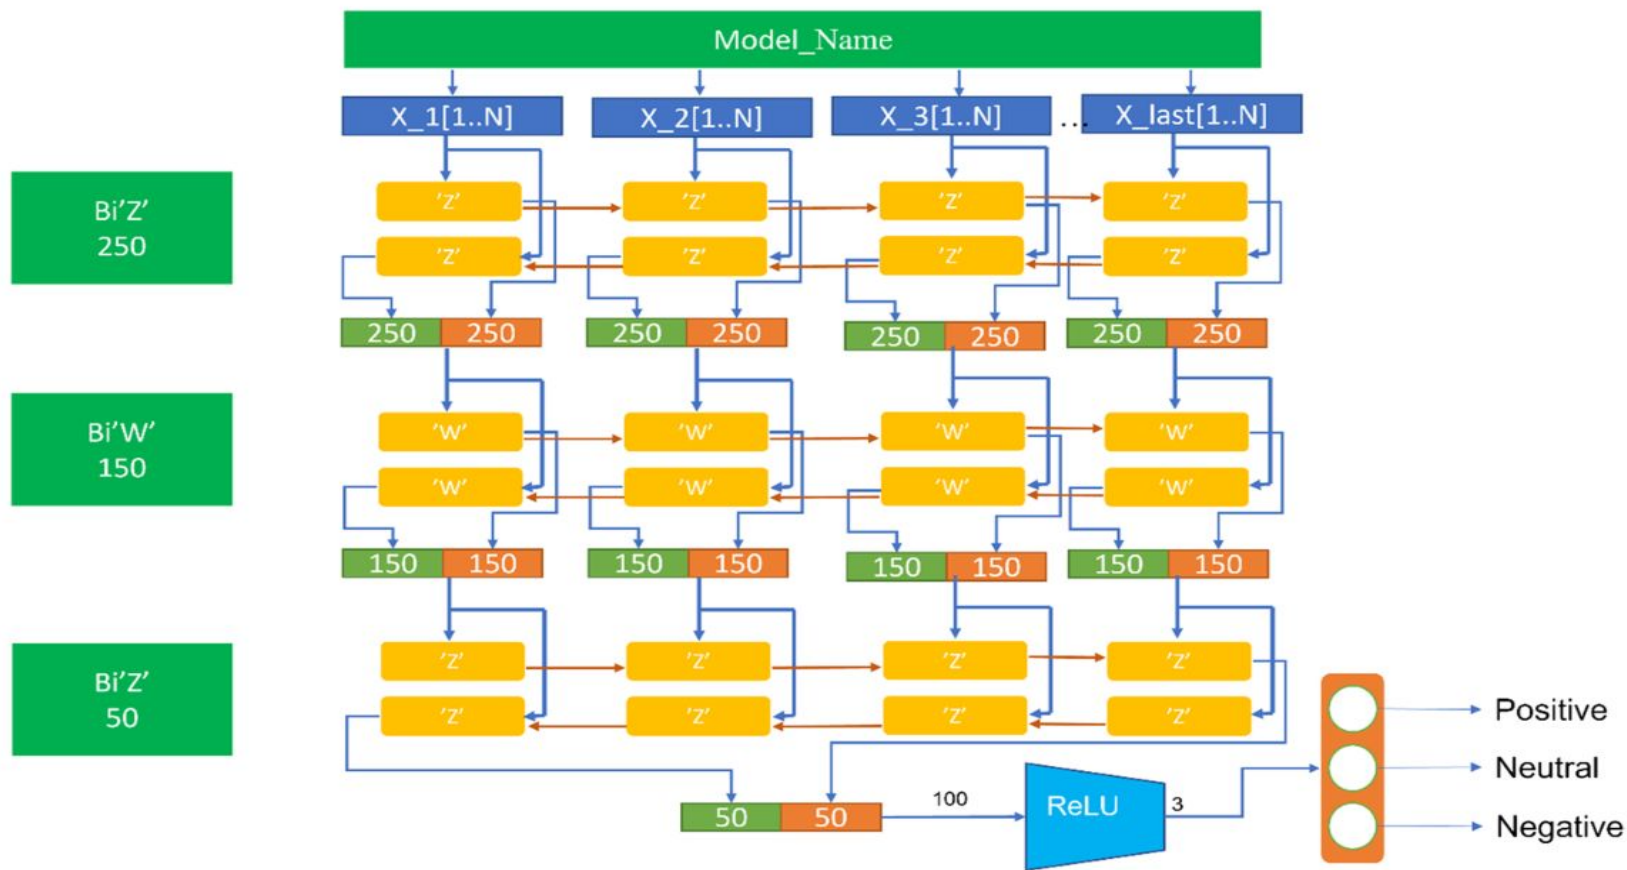 Model_Name
X_1[1..N]
X_2[1..N]
X_3[1..N]
...
X_last[1..N]
Bi’Z’
250
‘Z’ ‘Z’ ‘Z’ ‘Z’
‘Z’ ‘Z’ ‘Z’ ‘Z’
250 250 250 250 250 250 250 250
Bi’W’
150
‘W’ ‘W’ ‘W’ ‘W’
‘W’ ‘W’ ‘W’ ‘W’
150 150 150 150 150 150 150 150
Bi’Z’
50
‘Z’ ‘Z’ ‘Z’ ‘Z’
‘Z’ ‘Z’ ‘Z’ ‘Z’
50 50
100
ReLU
3
Positive
Neutral
Negative